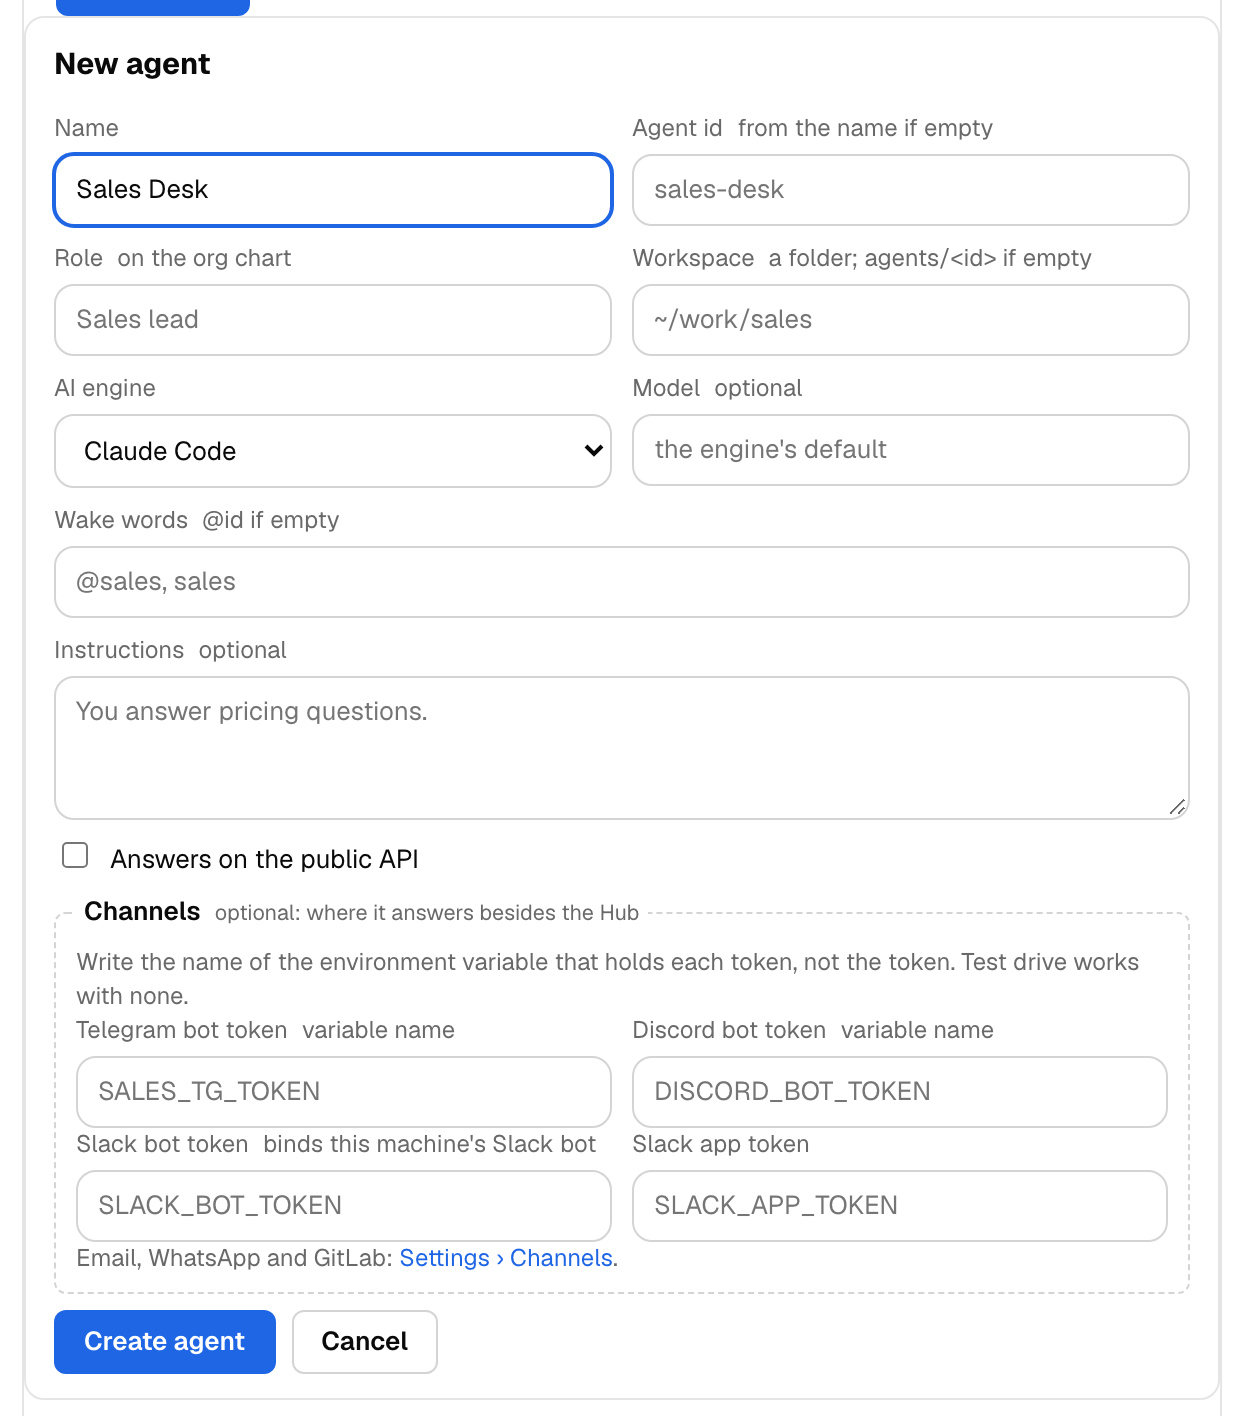 New agent
Name
Agent id from the name if empty
Sales Desk
sales-desk
Role on the org chart
Workspace a folder; agents/<id> if empty
Sales lead
~/work/sales
AI engine
Model optional
Claude Code
the engine's default
Wake words @id if empty
@sales, sales
Instructions optional
You answer pricing questions.
Answers on the public API
Channels optional: where it answers besides the Hub
Write the name of the environment variable that holds each token, not the token. Test drive works
with none.
Telegram bot token variable name
Discord bot token variable name
SALES_TG_TOKEN
DISCORD_BOT_TOKEN
Slack bot token binds this machine's Slack bot
Slack app token
SLACK_BOT_TOKEN
SLACK_APP_TOKEN
Email, WhatsApp and GitLab: Settings › Channels.
Create agent
Cancel